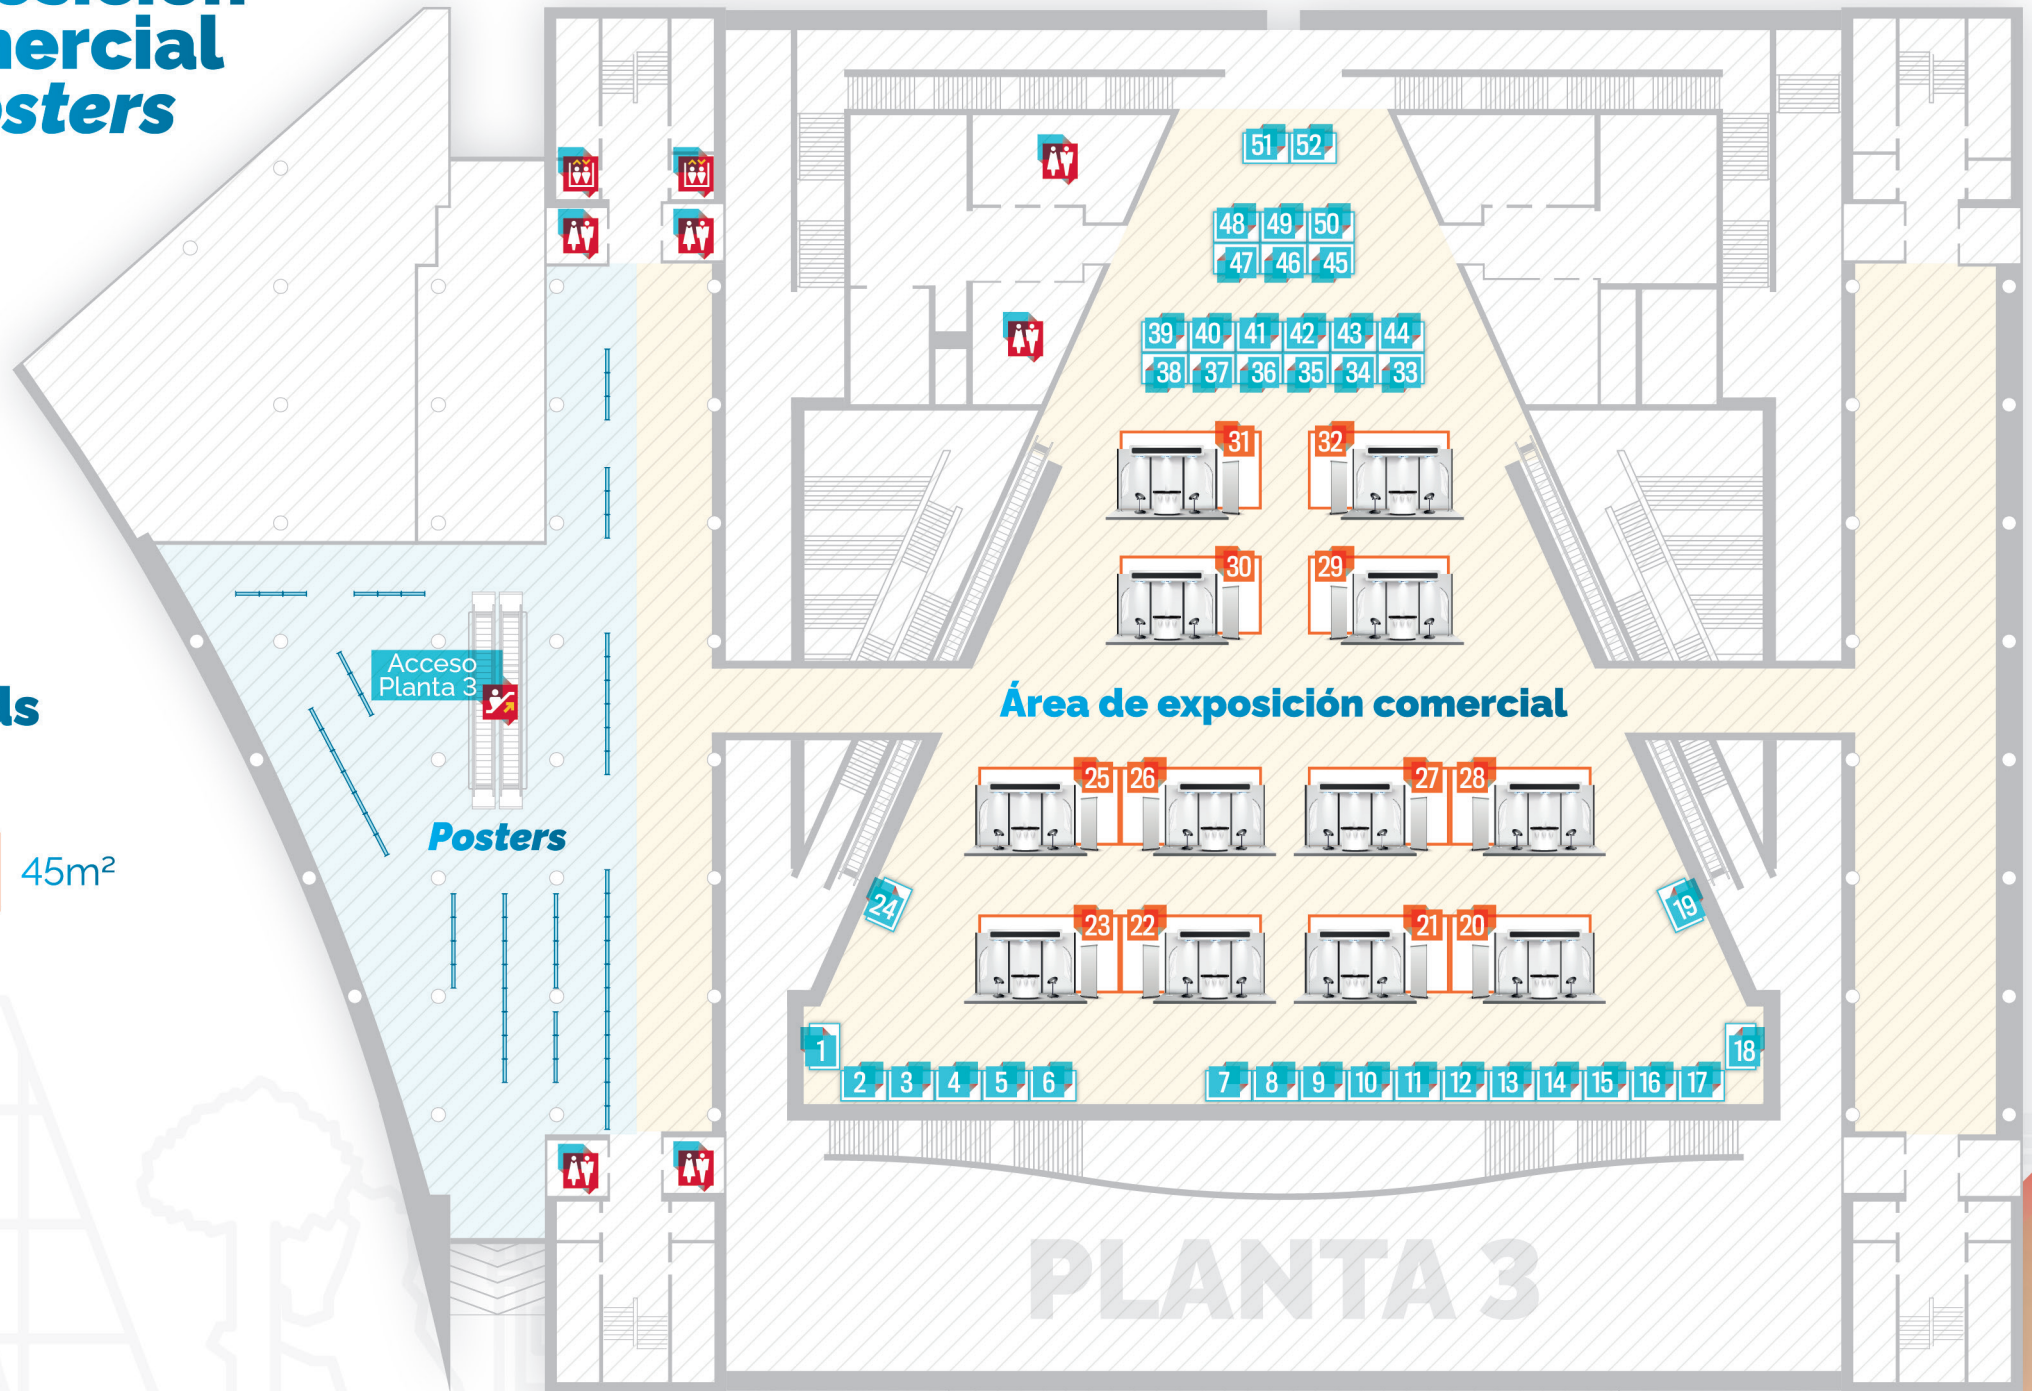 mercial
sters
51 52
48 49 50
47 46 45
39 40 41 42 43 44
38 37 36 35 34 33
31 32
30 29
Acceso
Planta 3
Área de exposición comercial
ls
25 26 27 28
Posters
45m²
24 19
23 22 21 20
1 18
2 3 4 5 6 7 8 9 10 11 12 13 14 15 16 17
PLANTA 3